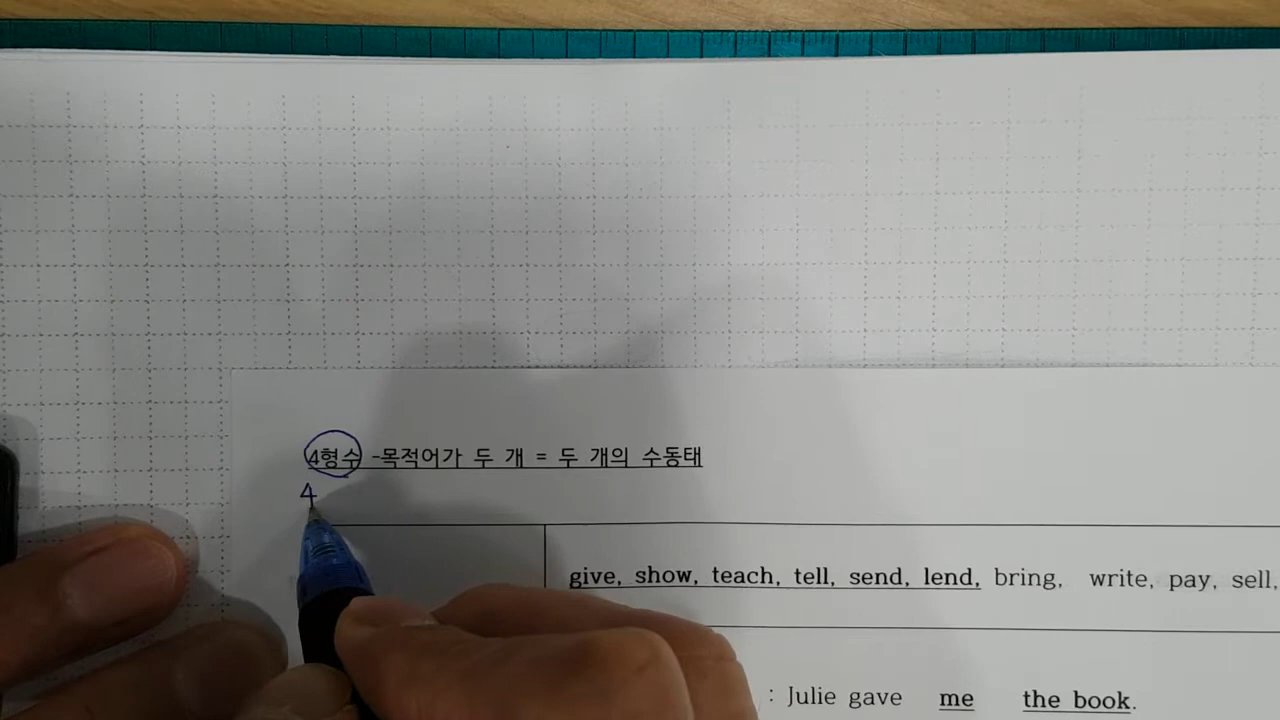 4형수 -목적어가 두 개 = 두 개의 수동태
4
give, show, teach, tell, send, lend, bring, write, pay, sell,
: Julie gave me the book.